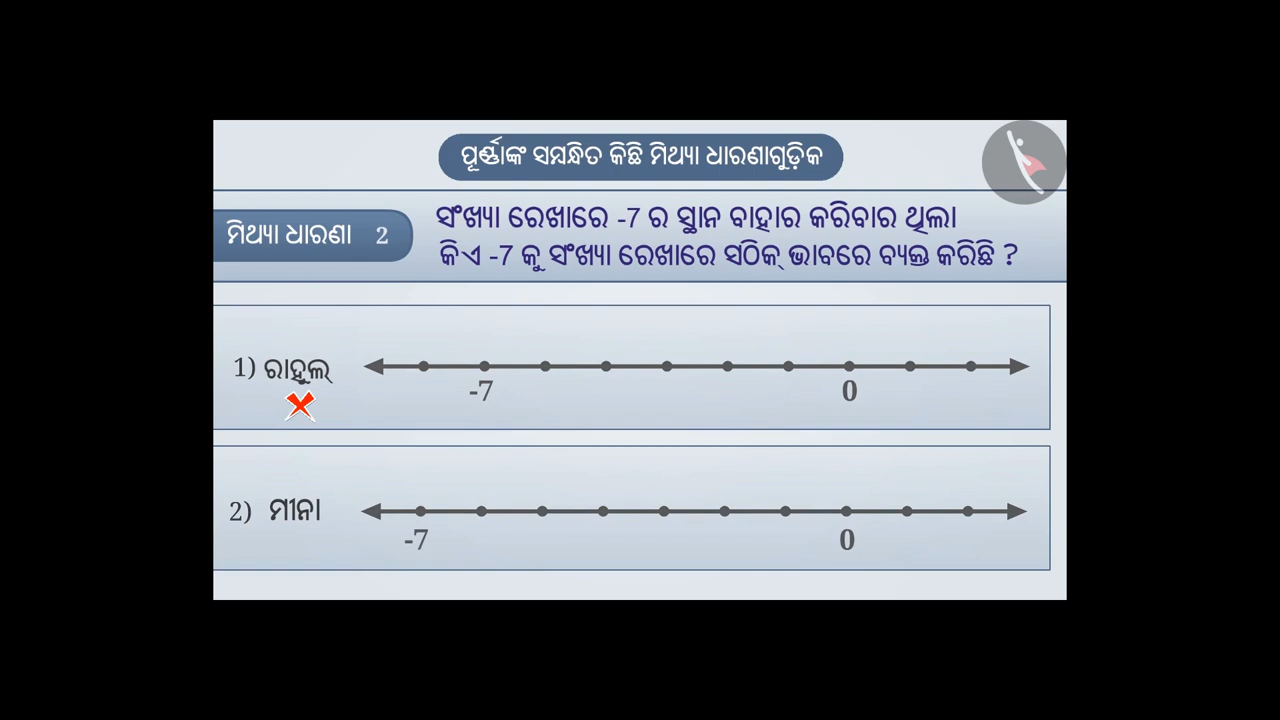 ପୂର୍ଣ୍ଣାଙ୍କ ସମ୍ବନ୍ଧିତ କିଛି ମିଥ୍ୟା ଧାରଣାଗୁଡ଼ିକ
ମିଥ୍ୟା ଧାରଣା 2
ସଂଖ୍ୟା ରେଖାରେ -7 ର ସ୍ଥାନ ବାହାର କରିବାର ଥିଲା
କିଏ -7 କୁ ସଂଖ୍ୟା ରେଖାରେ ସଠିକ୍ ଭାବରେ ବ୍ୟକ୍ତ କରିଛି ?
1) ରାହୁଲ୍
-7 0
2) ମୀନା
-7 0